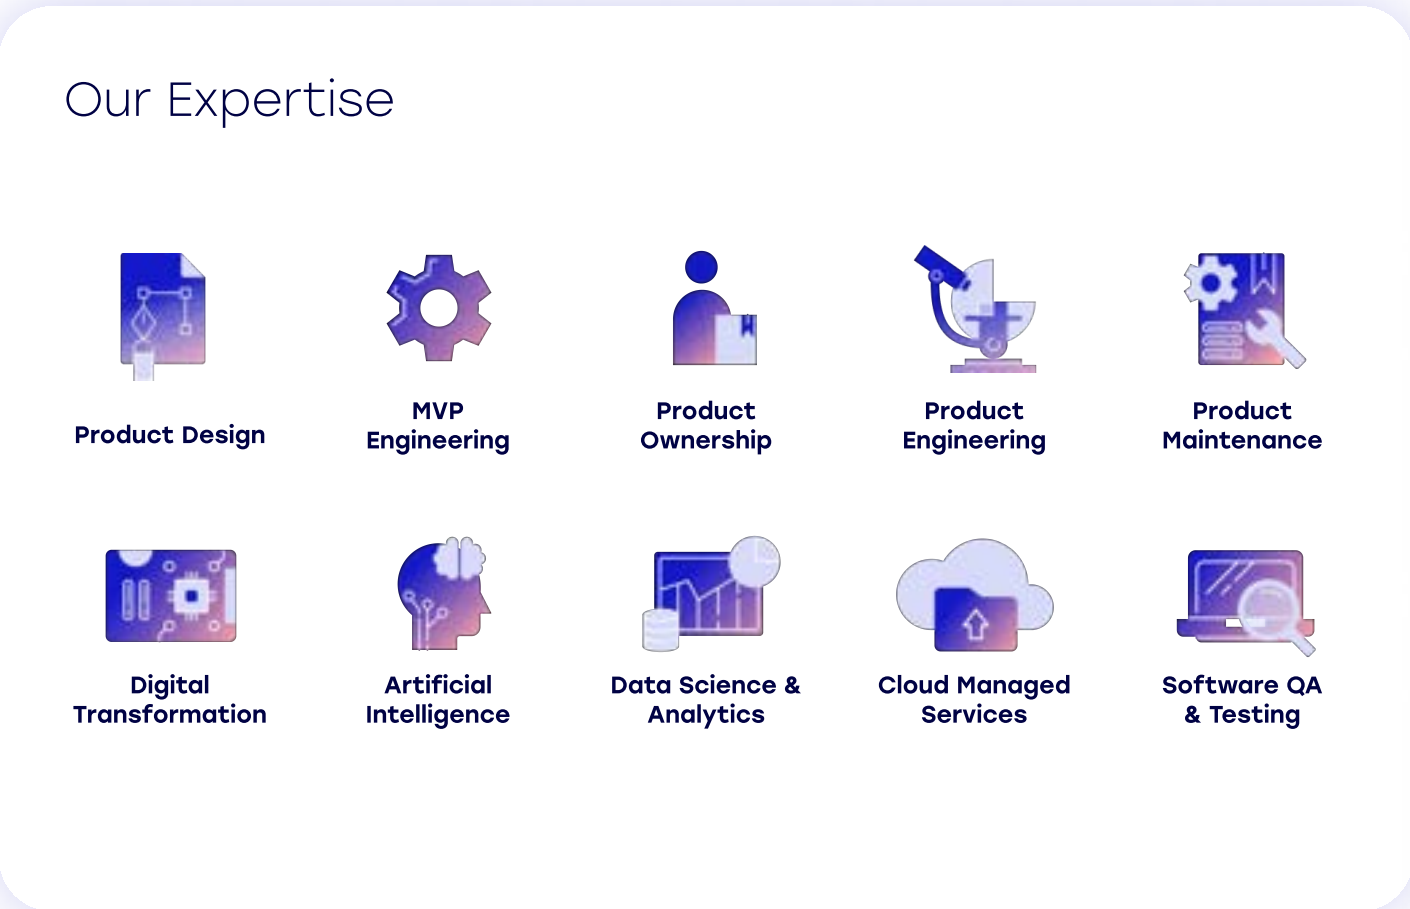 Our Expertise
Product Design
MVP
Engineering
Product
Ownership
Product
Engineering
Product
Maintenance
Digital
Transformation
Artificial
Intelligence
Data Science &
Analytics
Cloud Managed
Services
Software QA
& Testing